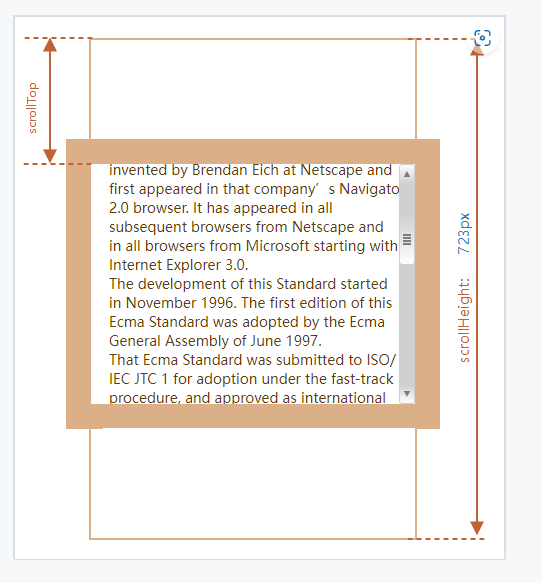 scrollTop
invented by Brendan Eich at Netscape and
first appeared in that company’s Navigato
2.0 browser. It has appeared in all
subsequent browsers from Netscape and
in all browsers from Microsoft starting with
Internet Explorer 3.0.
The development of this Standard started
in November 1996. The first edition of this
Ecma Standard was adopted by the Ecma
General Assembly of June 1997.
That Ecma Standard was submitted to ISO/
IEC JTC 1 for adoption under the fast-track
procedure, and approved as international
scrollHeight: 723px